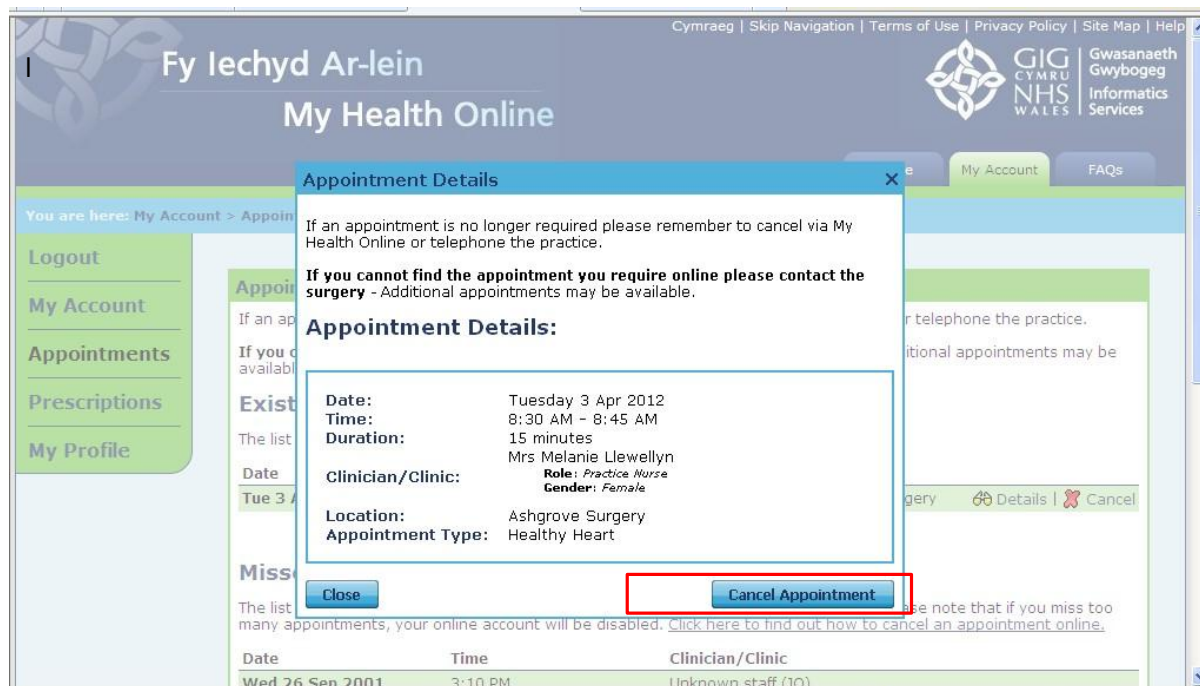 Cymraeg | Skip Navigation | Terms of Use | Privacy Policy | Site Map | Help
Fy Iechyd Ar-lein
My Health Online
GIG
CYMRU
NHS
WALES
Gwasanaeth
Gwybogeg
Informatics
Services
My Account
FAQs
You are here: My Account > Appoin
Logout
My Account
Appointments
Prescriptions
My Profile
Appointment Details
If an appointment is no longer required please remember to cancel via My
Health Online or telephone the practice.
If you cannot find the appointment you require online please contact the
surgery - Additional appointments may be available.
Appointment Details:
Date: Tuesday 3 Apr 2012
Time: 8:30 AM - 8:45 AM
Duration: 15 minutes
Clinician/Clinic: Mrs Melanie Llewellyn
Role: Practice Nurse
Gender: Female
Location: Ashgrove Surgery
Appointment Type: Healthy Heart
Close
Cancel Appointment
If an ap
r telephone the practice.
If you c
itional appointments may be
availabl
Exist
The list
Date
Tue 3 A
gery Details | Cancel
Miss
The list
ase note that if you miss too
many appointments, your online account will be disabled. Click here to find out how to cancel an appointment online.
Date Time Clinician/Clinic
Wed 26 Sep 2001 3:10 PM Unknown staff (JO)